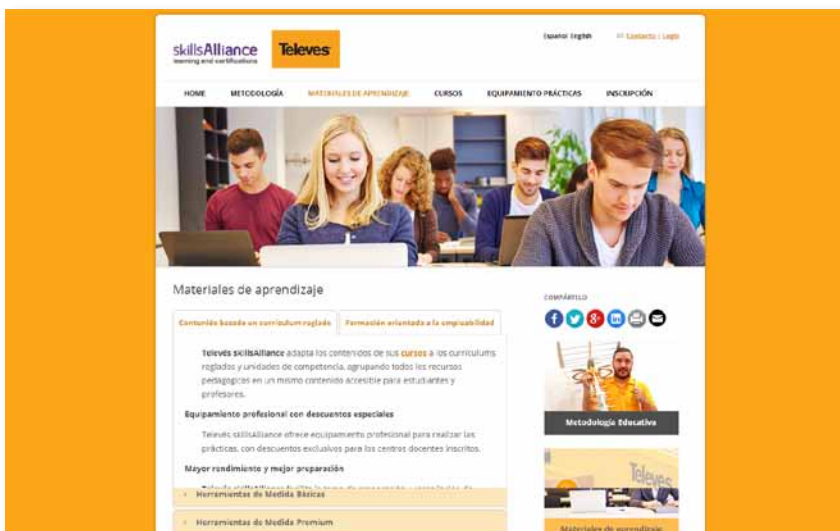 skillsAlliance
learning and certifications
Televes
Español English
Contacto | Login
HOME METODOLOGÍA MATERIALES DE APRENDIZAJE CURSOS EQUIPAMIENTO PRÁCTICAS INSCRIPCIÓN
Materiales de aprendizaje
Contenido basado en curriculum reglado
Formación orientada a la empleabilidad
Televés skillsAlliance adapta los contenidos de sus cursos a los currículums
reglados y unidades de competencia, agrupando todos los recursos
pedagógicos en un mismo contenido accesible para estudiantes y
profesores.
Equipamiento profesional con descuentos especiales
Televés skillsAlliance ofrece equipamiento profesional para realizar las
prácticas, con descuentos exclusivos para los centros docentes inscritos.
Mayor rendimiento y mejor preparación
Herramientas de Medida Básicas
Herramientas de Medida Premium
COMPÁRTELO
Metodología Educativa
Televes
Materiales de aprendizaje